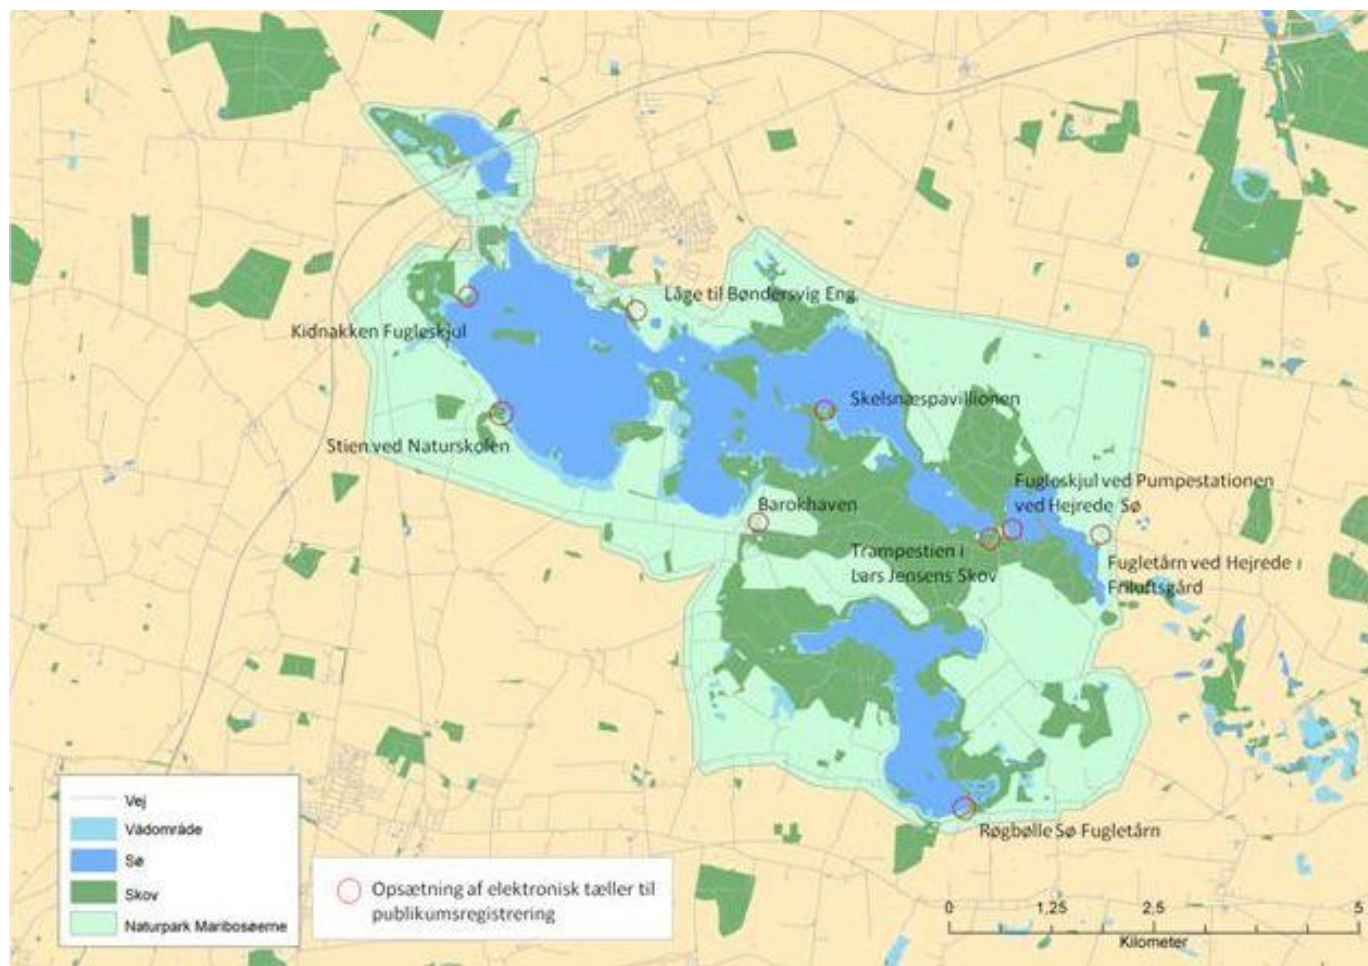 Låge til Bøndersvig Eng
Kidnakken Fugleskjul
Skelsnæspavillionen
Stien ved Naturskolen
Fugleskjul ved Pumpestationen
ved Hejrede Sø
Barokhaven
Trampestien i
Lars Jensens Skov
Fugletårn ved Hejrede
Friluftsgård
Røgbølle Sø Fugletårn
Vej
Vådområde
Sø
Skov
Naturpark Maribosøerne
Opsætning af elektronisk tæller til
publikumsregistrering
0 1,25 2,5 5
Kilometer